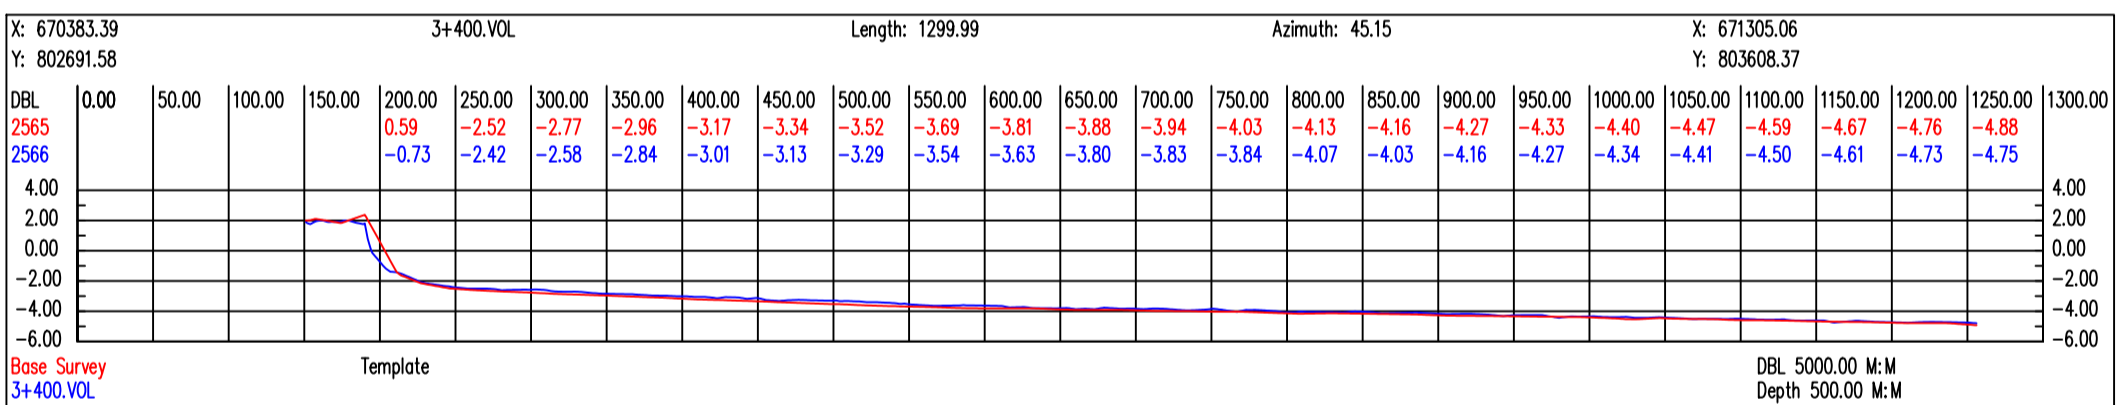 X: 670383.39 3+400.VOL Length: 1299.99 Azimuth: 45.15 X: 671305.06
Y: 802691.58 Y: 803608.37
DBL 0.00 50.00 100.00 150.00 200.00 250.00 300.00 350.00 400.00 450.00 500.00 550.00 600.00 650.00 700.00 750.00 800.00 850.00 900.00 950.00 1000.00 1050.00 1100.00 1150.00 1200.00 1250.00 1300.00
2565 0.59 -2.52 -2.77 -2.96 -3.17 -3.34 -3.52 -3.69 -3.81 -3.88 -3.94 -4.03 -4.13 -4.16 -4.27 -4.33 -4.40 -4.47 -4.59 -4.67 -4.76 -4.88
2566 -0.73 -2.42 -2.58 -2.84 -3.01 -3.13 -3.29 -3.54 -3.63 -3.80 -3.83 -3.84 -4.07 -4.03 -4.16 -4.27 -4.34 -4.41 -4.50 -4.61 -4.73 -4.75
4.00 4.00
2.00 2.00
0.00 0.00
-2.00 -2.00
-4.00 -4.00
-6.00 -6.00
Base Survey Template DBL 5000.00 M:M
3+400.VOL Depth 500.00 M:M